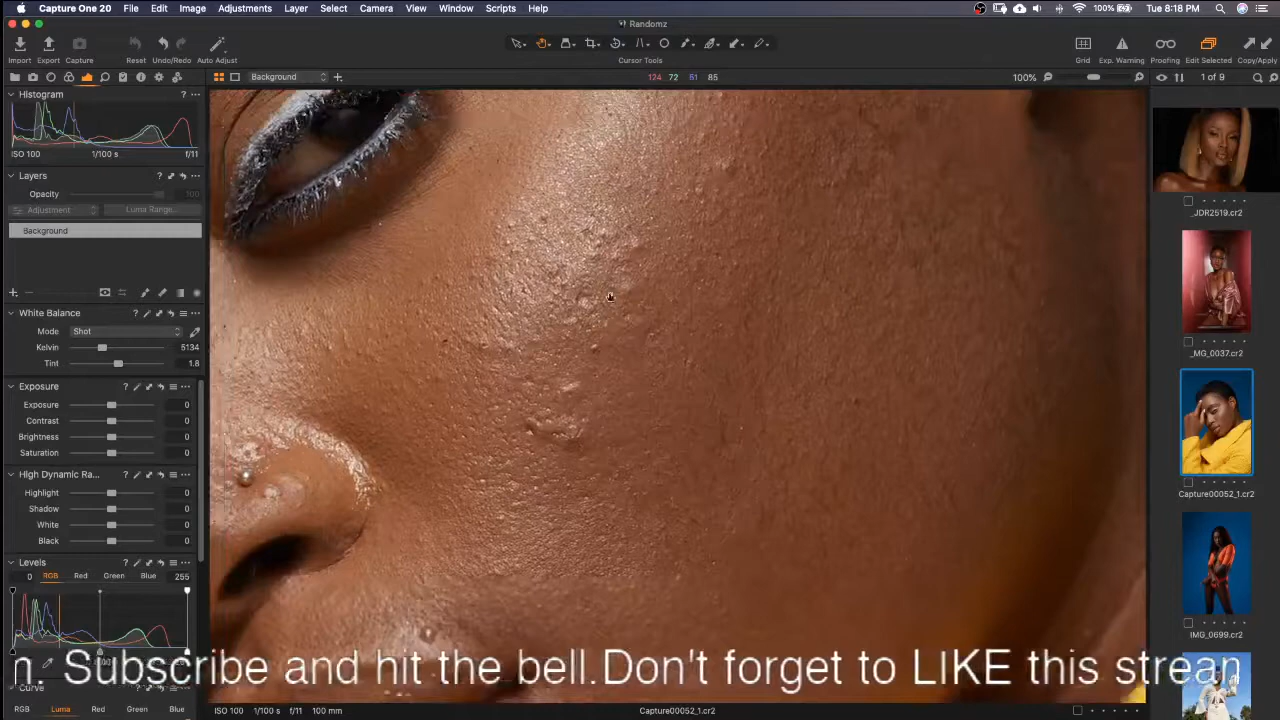 Capture One 20 File Edit View Image Adjustments Layer Select Camera View Window Scripts Help 100% Tue 8:18 PM
Randomz
Import Export Capture Reset Undo/Redo Auto Adjust Cursor Tools Grid Exp. Warning Proofing Edit Selected Copy/Apply
Background 124 72 61 85 100% 1 of 9
Histogram ?
ISO 100 1/100 s f/11
Layers ?
Opacity 100
Adjustment Luma Range...
Background
White Balance ?
Mode Shot
Kelvin 5134
Tint 1.8
Exposure ?
Exposure 0
Contrast 0
Brightness 0
Saturation 0
High Dynamic Ra... ?
Highlight 0
Shadow 0
White 0
Black 0
Levels ?
0 RGB Red Green Blue 255
Curve
RGB Luma Red Green Blue
_JDR2519.cr2
_MG_0037.cr2
Capture00052_1.cr2
IMG_0699.cr2
n. Subscribe and hit the bell.Don't forget to LIKE this strean
ISO 100 1/100 s f/11 100 mm Capture00052_1.cr2